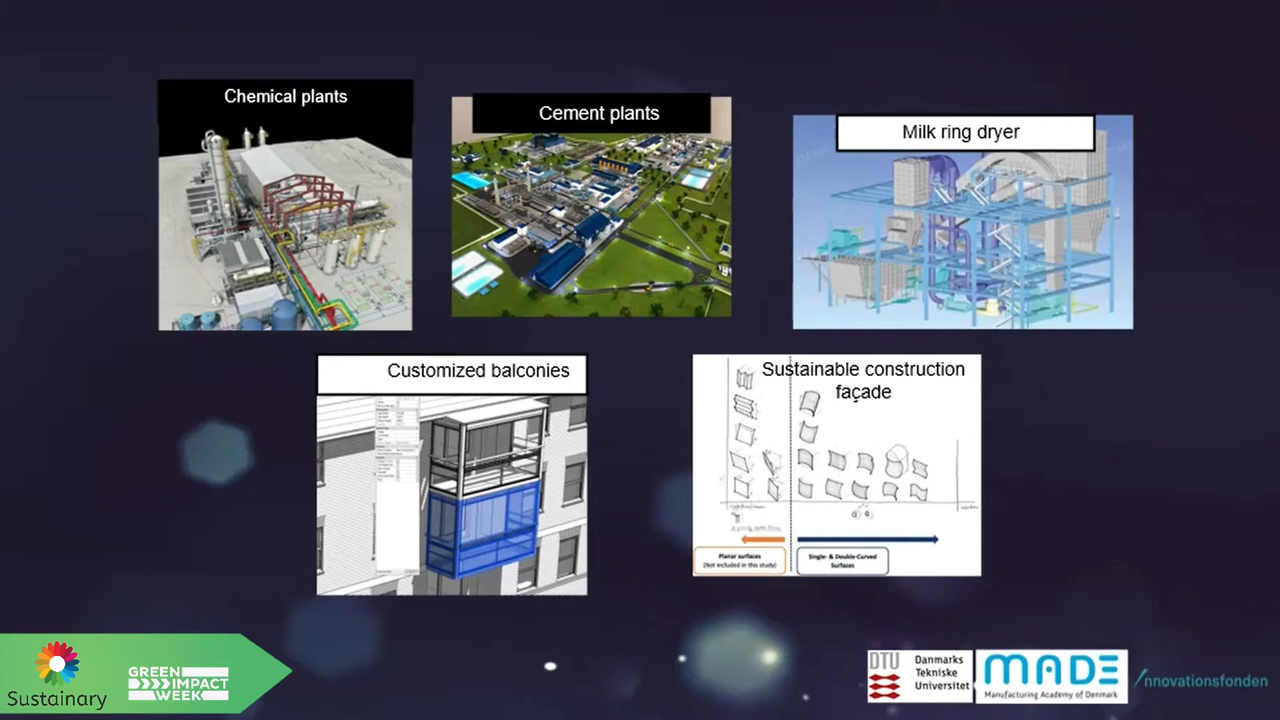 Chemical plants
Cement plants
Milk ring dryer
Customized balconies
Sustainable construction
façade
Planar surfaces
(Not included in this study)
Single- & Double-Curved
Surfaces
Sustainary
GREEN
IMPACT
WEEK
DTU
Danmarks
Tekniske
Universitet
MADE
Manufacturing Academy of Denmark
nnovationsfonden